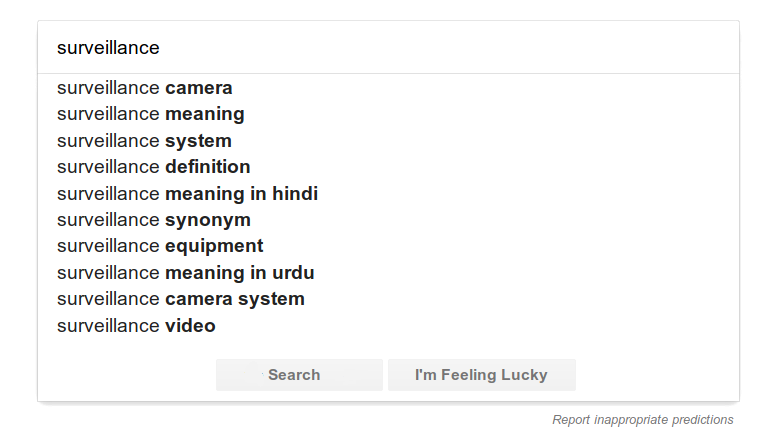 surveillance
surveillance camera
surveillance meaning
surveillance system
surveillance definition
surveillance meaning in hindi
surveillance synonym
surveillance equipment
surveillance meaning in urdu
surveillance camera system
surveillance video
Search
I'm Feeling Lucky
Report inappropriate predictions